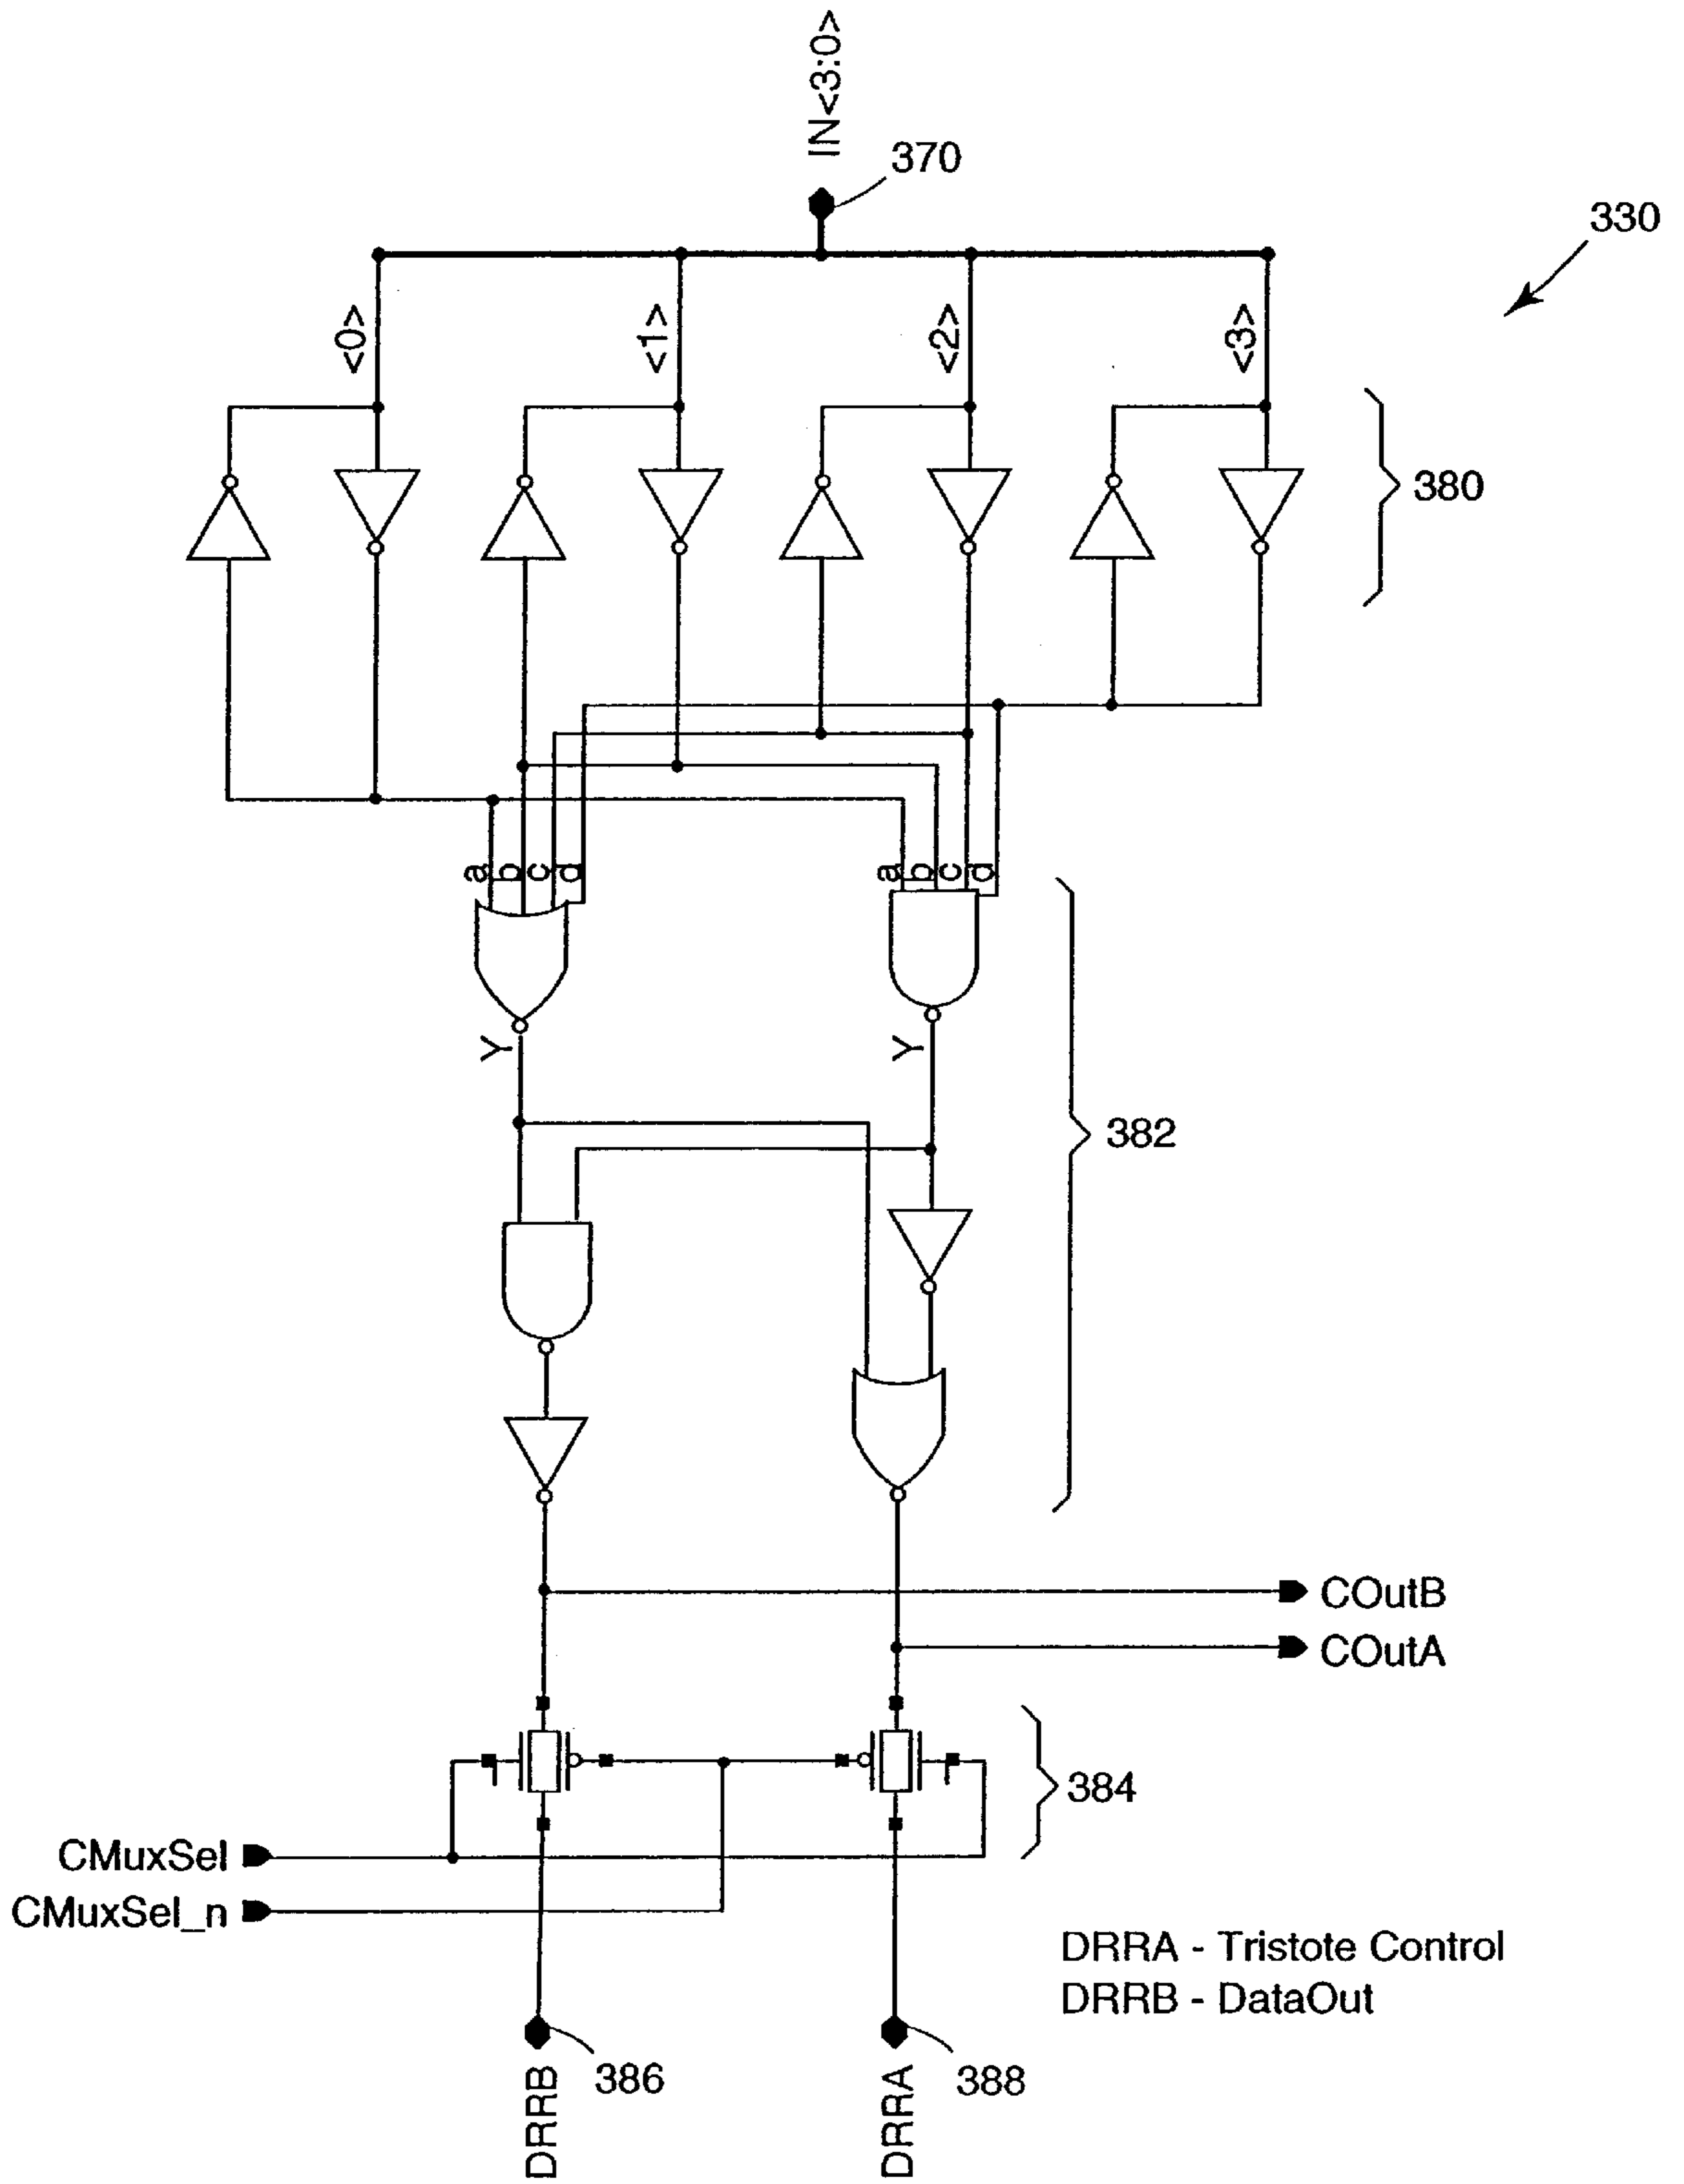 IN<3:0>
370
330
<0>
<1>
<2>
<3>
380
a
b
c
d
a
b
c
d
Y
Y
382
COutB
COutA
384
CMuxSel
CMuxSel_n
DRRA - Tristote Control
DRRB - DataOut
386
388
DRRB
DRRA